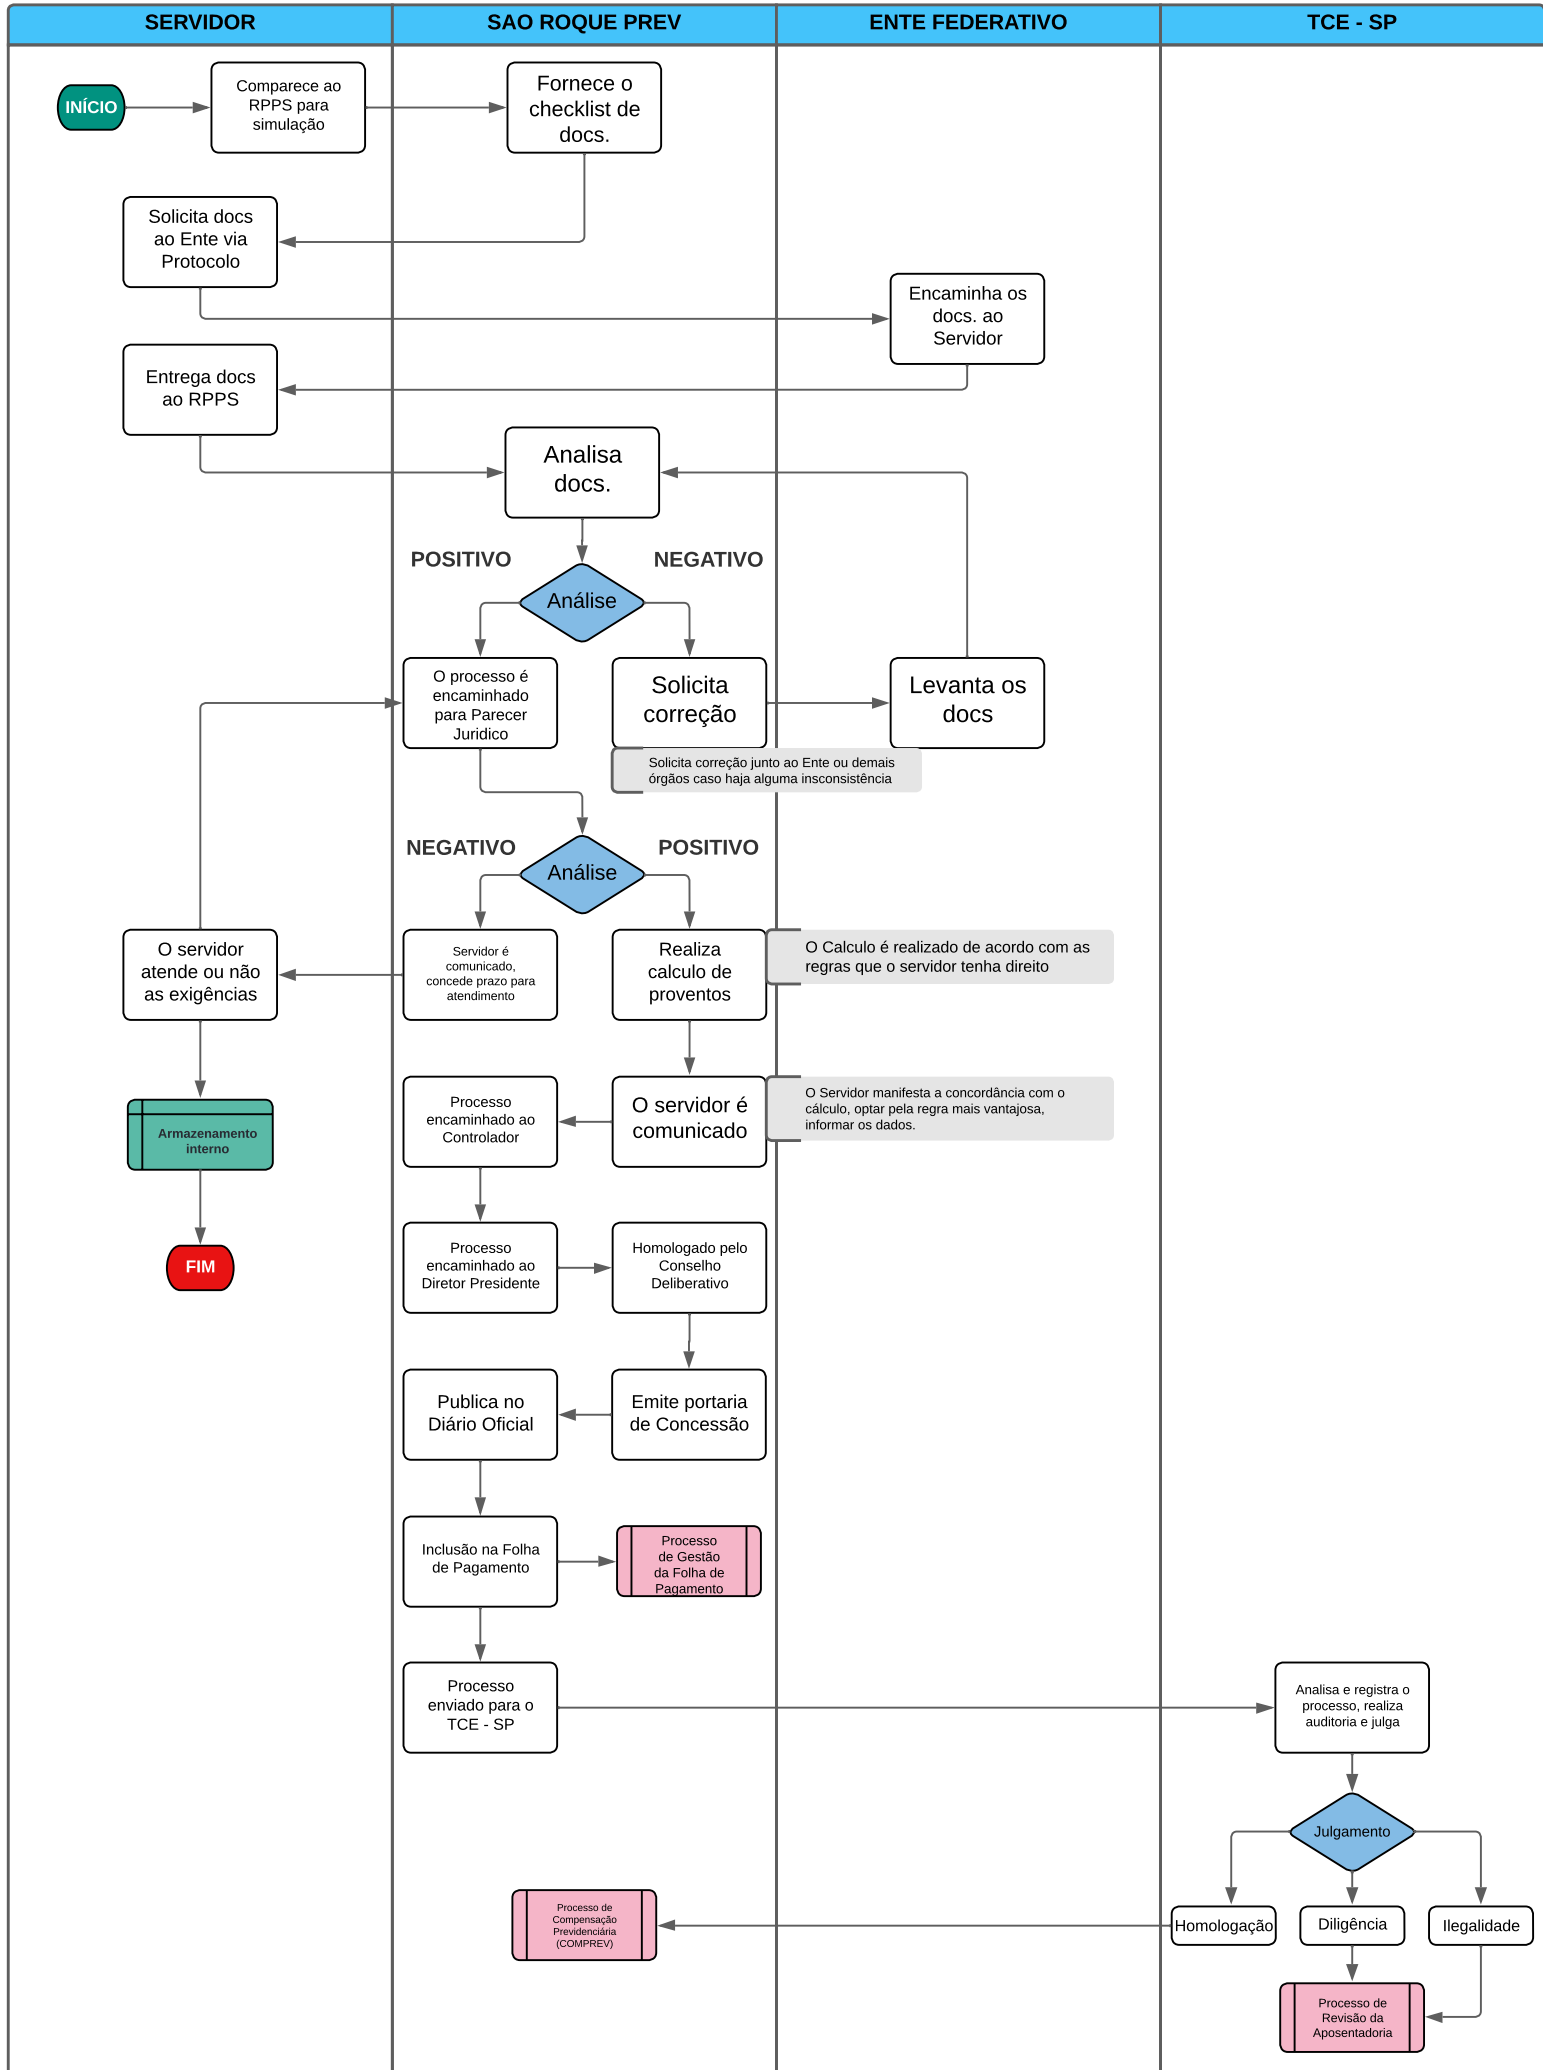 SERVIDOR
SAO ROQUE PREV
ENTE FEDERATIVO
TCE - SP
INÍCIO
Comparece ao
RPPS para
simulação
Fornece o
checklist de
docs.
Solicita docs
ao Ente via
Protocolo
Encaminha os
docs. ao
Servidor
Entrega docs
ao RPPS
Analisa
docs.
POSITIVO
NEGATIVO
Análise
O processo é
encaminhado
para Parecer
Juridico
Solicita
correção
Levanta os
docs
Solicita correção junto ao Ente ou demais
órgãos caso haja alguma insconsistência
NEGATIVO
POSITIVO
Análise
O servidor
atende ou não
as exigências
Servidor é
comunicado,
concede prazo para
atendimento
Realiza
calculo de
proventos
O Calculo é realizado de acordo com as
regras que o servidor tenha direito
Armazenamento
interno
Processo
encaminhado ao
Controlador
O servidor é
comunicado
O Servidor manifesta a concordância com o
cálculo, optar pela regra mais vantajosa,
informar os dados.
FIM
Processo
encaminhado ao
Diretor Presidente
Homologado pelo
Conselho
Deliberativo
Publica no
Diário Oficial
Emite portaria
de Concessão
Inclusão na Folha
de Pagamento
Processo
de Gestão
da Folha de
Pagamento
Processo
enviado para o
TCE - SP
Analisa e registra o
processo, realiza
auditoria e julga
Julgamento
Processo de
Compensação
Previdenciária
(COMPREV)
Homologação
Diligência
Ilegalidade
Processo de
Revisão da
Aposentadoria